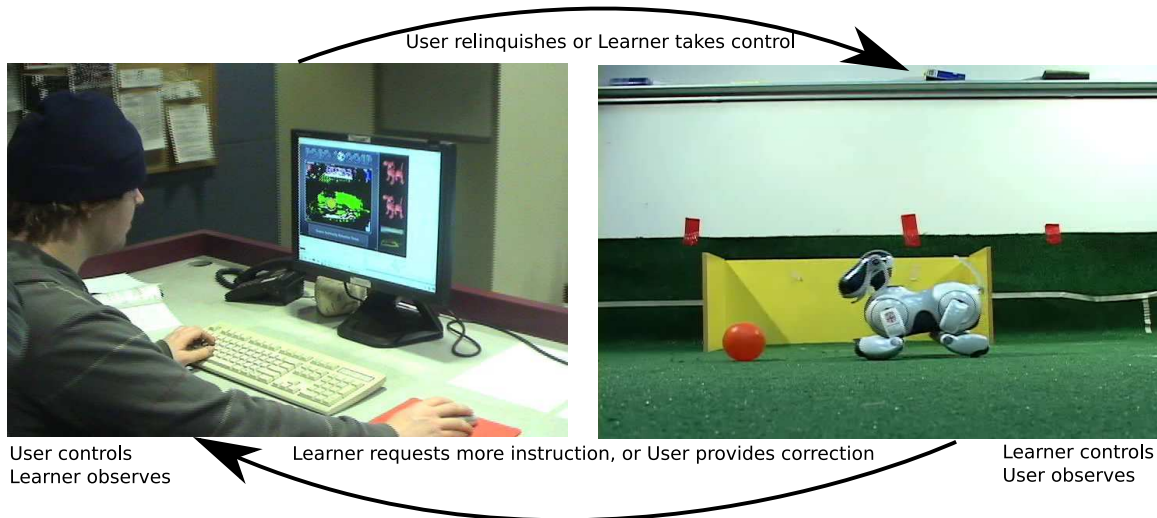 User relinquishes or Learner takes control
User controls
Learner observes
Learner requests more instruction, or User provides correction
Learner controls
User observes